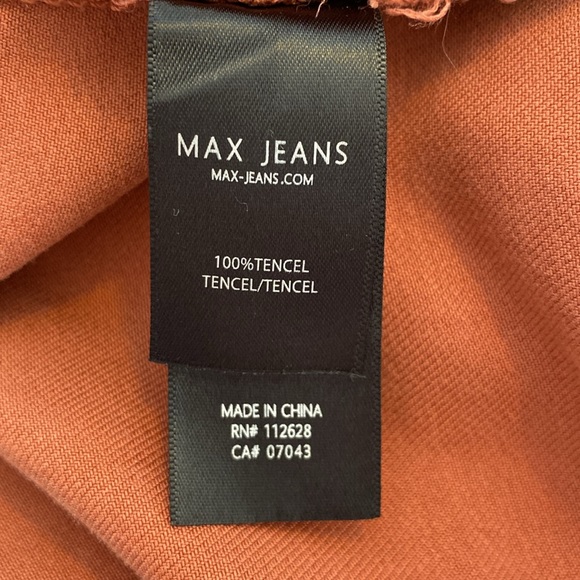 MAX JEANS
MAX-JEANS.COM
100%TENCEL
TENCEL/TENCEL
MADE IN CHINA
RN# 112628
CA# 07043